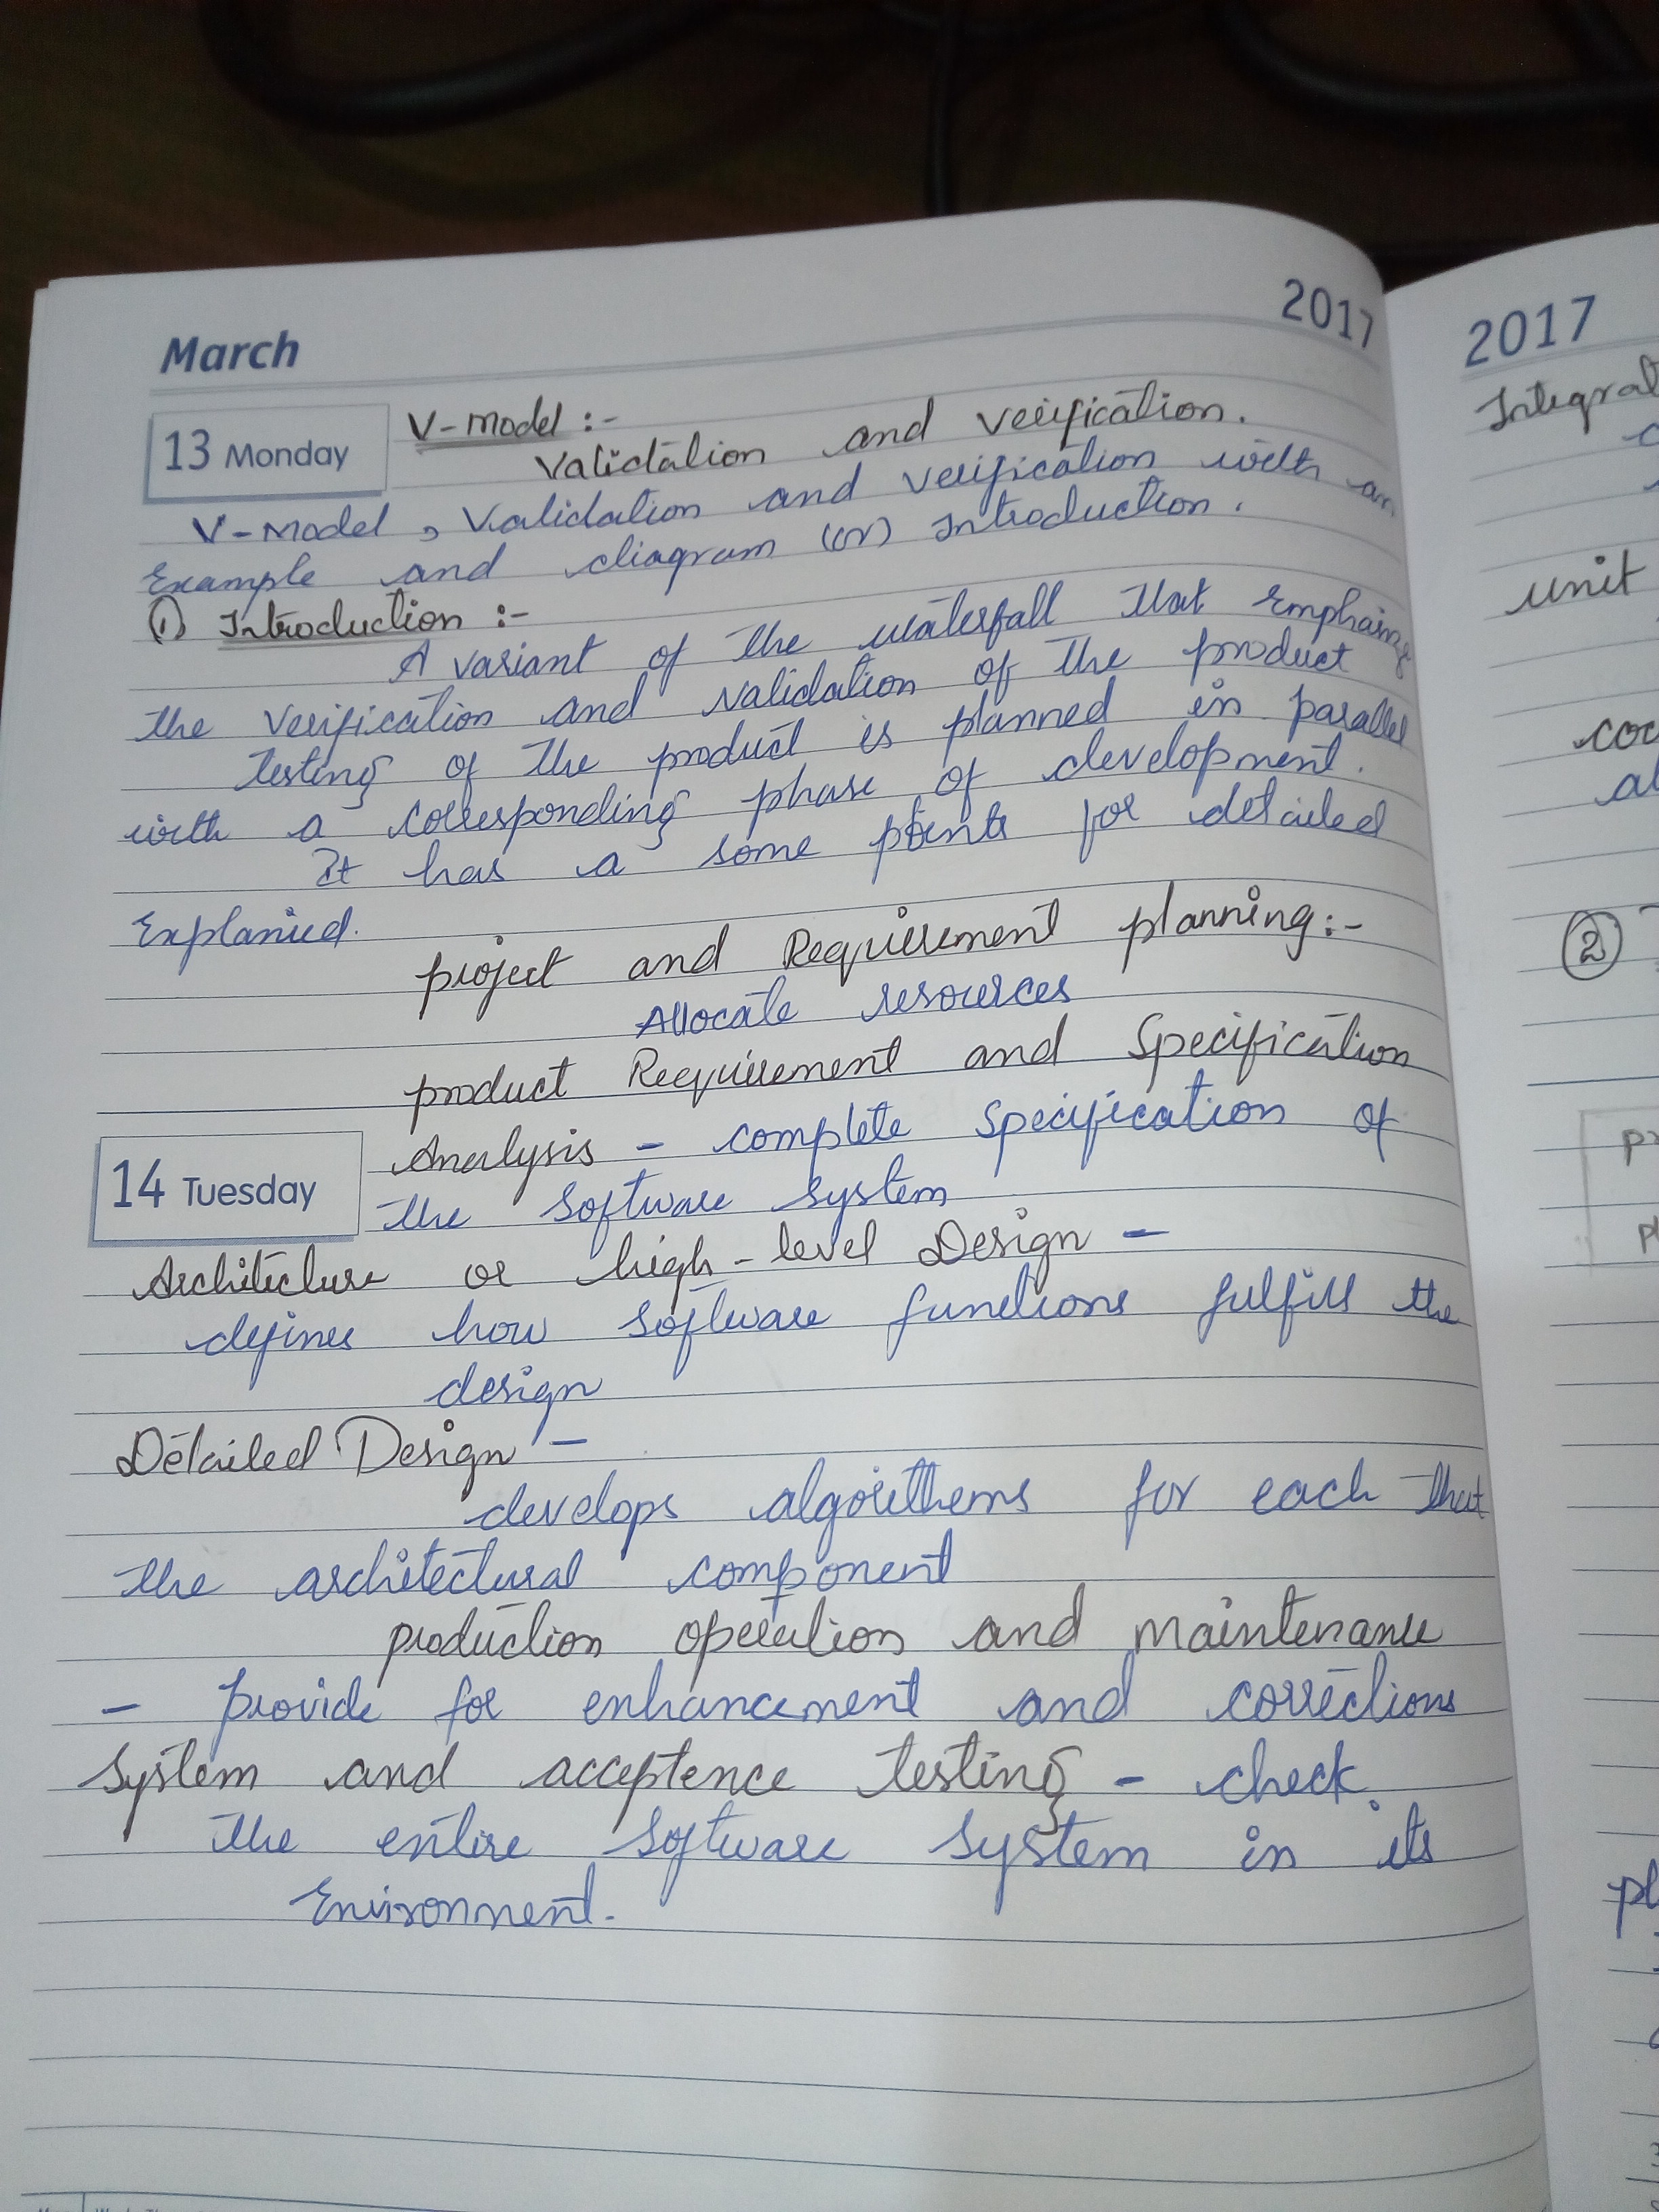 March 2017
13 Monday
V-Model :-
Validation and Verification.
V-Model, Validation and verification with an
Example and diagram (or) Introduction.
① Introduction :-
A variant of the waterfall that Emphasing
the verification and validation of the product
testing of the product is planned in parallel
with a corresponding phase of development.
It has a some points for detailed
Explanied.
project and Requirement planning:-
Allocate resources
product Requirement and Specification
14 Tuesday
Analysis - complete specification of
the software system
Architecture or high-level Design -
defines how software functions fulfill the
design
Detailed Design -
develops algorithems for each that
the architectural component
production operation and maintenance
- provide for enhancement and corrections
System and acceptence testing - check
the entire software system in its
Environment.
2017
unit
②